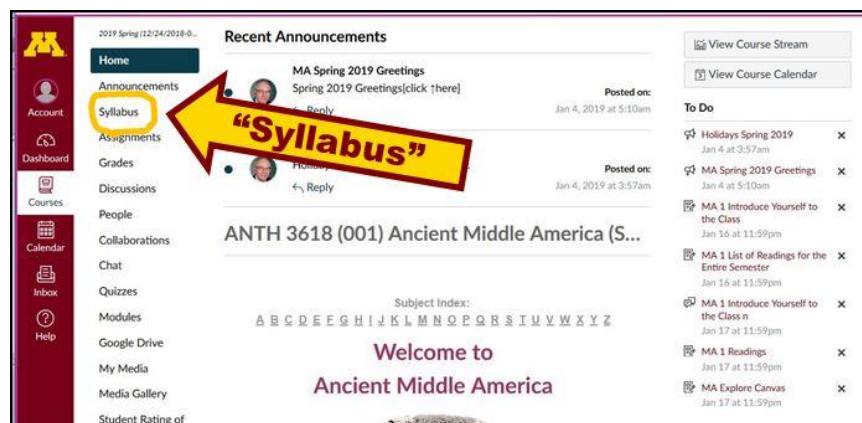 2019 Spring (12/24/2018-0...
Home
Announcements
Syllabus
Assignments
Grades
Discussions
People
Collaborations
Chat
Quizzes
Modules
Google Drive
My Media
Media Gallery
Student Rating of
Account
Dashboard
Courses
Calendar
Inbox
Help
Recent Announcements
MA Spring 2019 Greetings
Spring 2019 Greetings[click ↑here]
Reply
Posted on:
Jan 4, 2019 at 5:10am
"Syllabus"
Reply
Posted on:
Jan 4, 2019 at 3:57am
ANTH 3618 (001) Ancient Middle America (S...
Subject Index:
A B C D E F G H I J K L M N O P Q R S T U V W X Y Z
Welcome to
Ancient Middle America
View Course Stream
View Course Calendar
To Do
Holidays Spring 2019
Jan 4 at 3:57am
MA Spring 2019 Greetings
Jan 4 at 5:10am
MA 1 Introduce Yourself to
the Class
Jan 16 at 11:59pm
MA 1 List of Readings for the
Entire Semester
Jan 16 at 11:59pm
MA 1 Introduce Yourself to
the Class n
Jan 17 at 11:59pm
MA 1 Readings
Jan 17 at 11:59pm
MA Explore Canvas
Jan 17 at 11:59pm